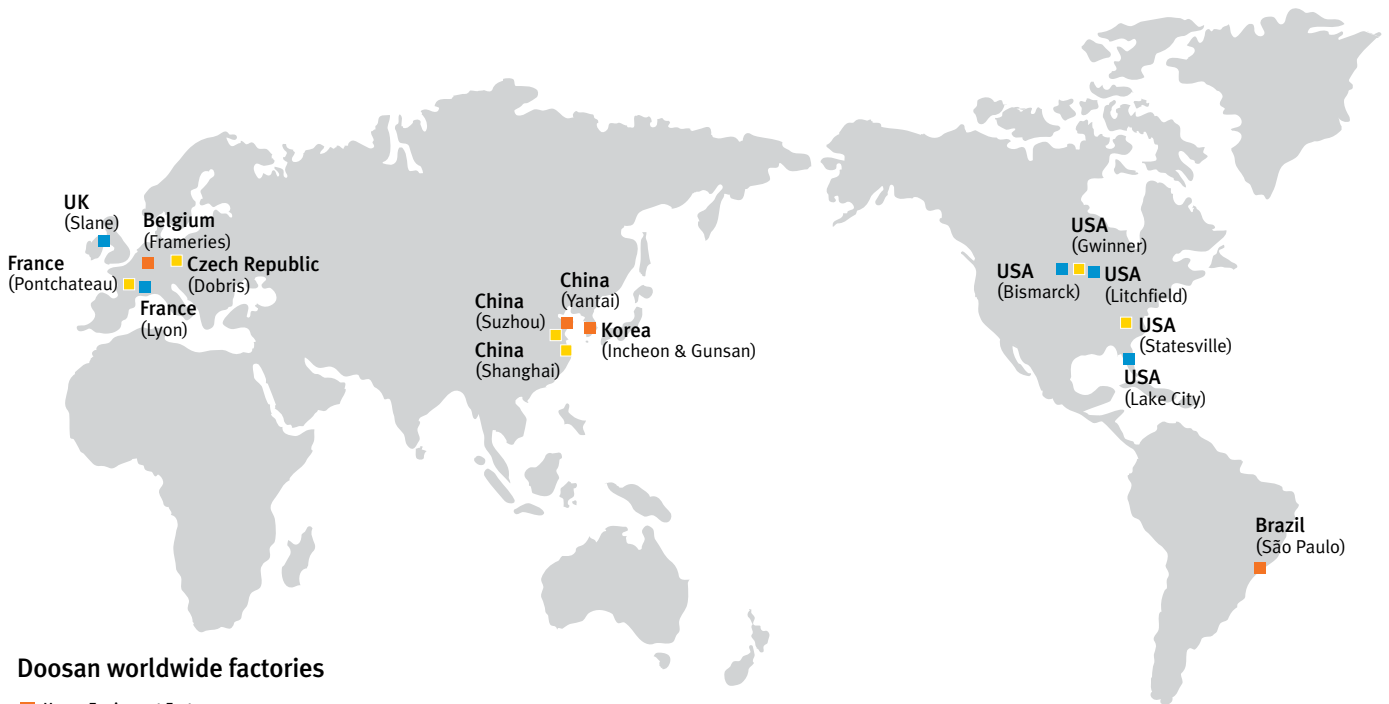 UK
(Slane)
Belgium
(Frameries)
France
(Pontchateau)
Czech Republic
(Dobris)
France
(Lyon)
China
(Yantai)
China
(Suzhou)
Korea
(Incheon & Gunsan)
China
(Shanghai)
USA
(Gwinner)
USA
(Bismarck)
USA
(Litchfield)
USA
(Statesville)
USA
(Lake City)
Brazil
(São Paulo)
Doosan worldwide factories